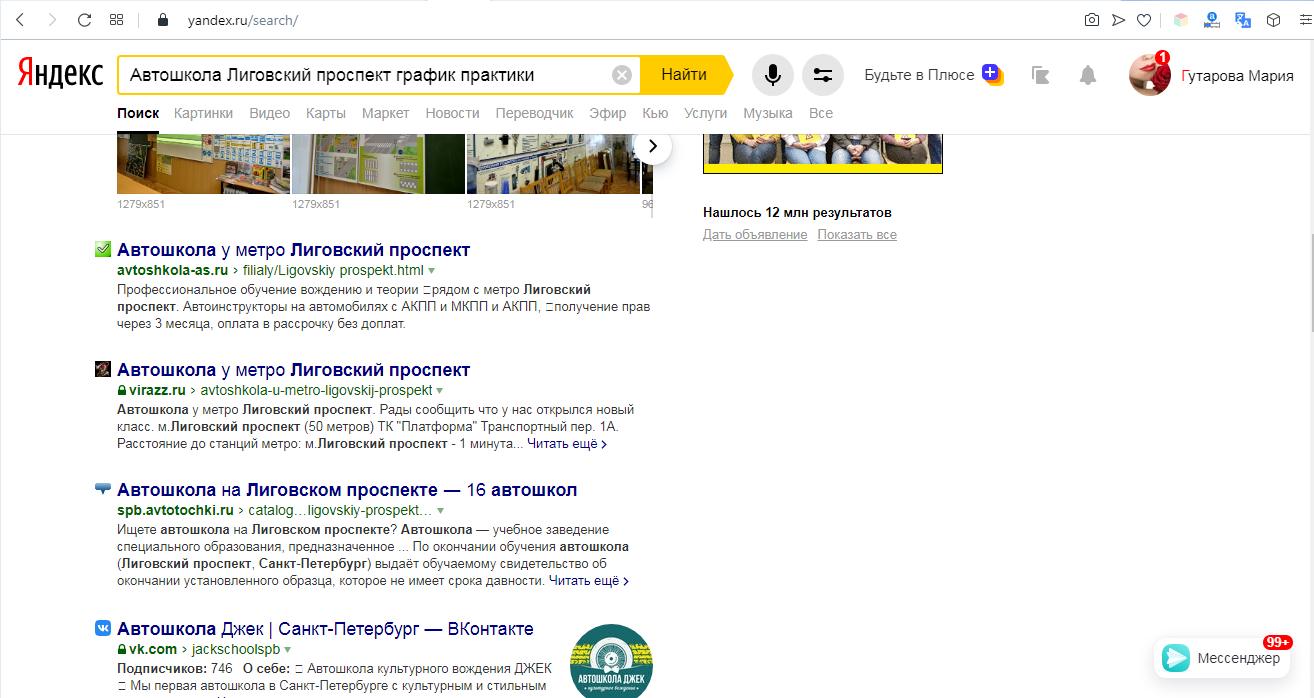 yandex.ru/search/
Яндекс
Автошкола Лиговский проспект график практики
Найти
Будьте в Плюсе
1
Гутарова Мария
Поиск Картинки Видео Карты Маркет Новости Переводчик Эфир Кью Услуги Музыка Все
1279x851 1279x851 1279x851
Нашлось 12 млн результатов
Дать объявление Показать все
Автошкола у метро Лиговский проспект
avtoshkola-as.ru › filialy/Ligovskiy prospekt.html
Профессиональное обучение вождению и теории □рядом с метро Лиговский
проспект. Автоинструкторы на автомобилях с АКПП и МКПП и АКПП, □получение прав
через 3 месяца, оплата в рассрочку без доплат.
Автошкола у метро Лиговский проспект
virazz.ru › avtoshkola-u-metro-ligovskij-prospekt
Автошкола у метро Лиговский проспект. Рады сообщить что у нас открылся новый
класс. м.Лиговский проспект (50 метров) ТК "Платформа" Транспортный пер. 1А.
Расстояние до станций метро: м.Лиговский проспект - 1 минута... Читать ещё ›
Автошкола на Лиговском проспекте — 16 автошкол
spb.avtotochki.ru › catalog…ligovskiy-prospekt…
Ищете автошкола на Лиговском проспекте? Автошкола — учебное заведение
специального образования, предназначенное ... По окончании обучения автошкола
(Лиговский проспект, Санкт-Петербург) выдаёт обучаемому свидетельство об
окончании установленного образца, которое не имеет срока давности. Читать ещё ›
Автошкола Джек | Санкт-Петербург — ВКонтакте
vk.com › jackschoolspb
Подписчиков: 746 О себе: □ Автошкола культурного вождения ДЖЕК
□ Мы первая автошкола в Санкт-Петербурге с культурным и стильным
АВТОШКОЛА ДЖЕК
• культурное вождение •
99+
Мессенджер